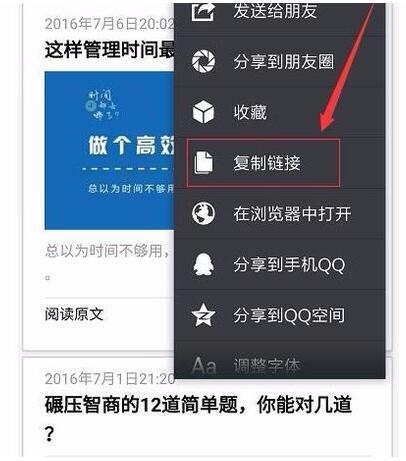 2016年7月6日20:02
这样管理时间最
时间
都去
哪了?
做个高效
总以为时间不够用
总以为时间不够用，
。
阅读原文
发送给朋友
分享到朋友圈
收藏
复制链接
在浏览器中打开
分享到手机QQ
分享到QQ空间
Aa 调整字体
2016年7月1日21:20
碾压智商的12道简单题，你能对几道
？